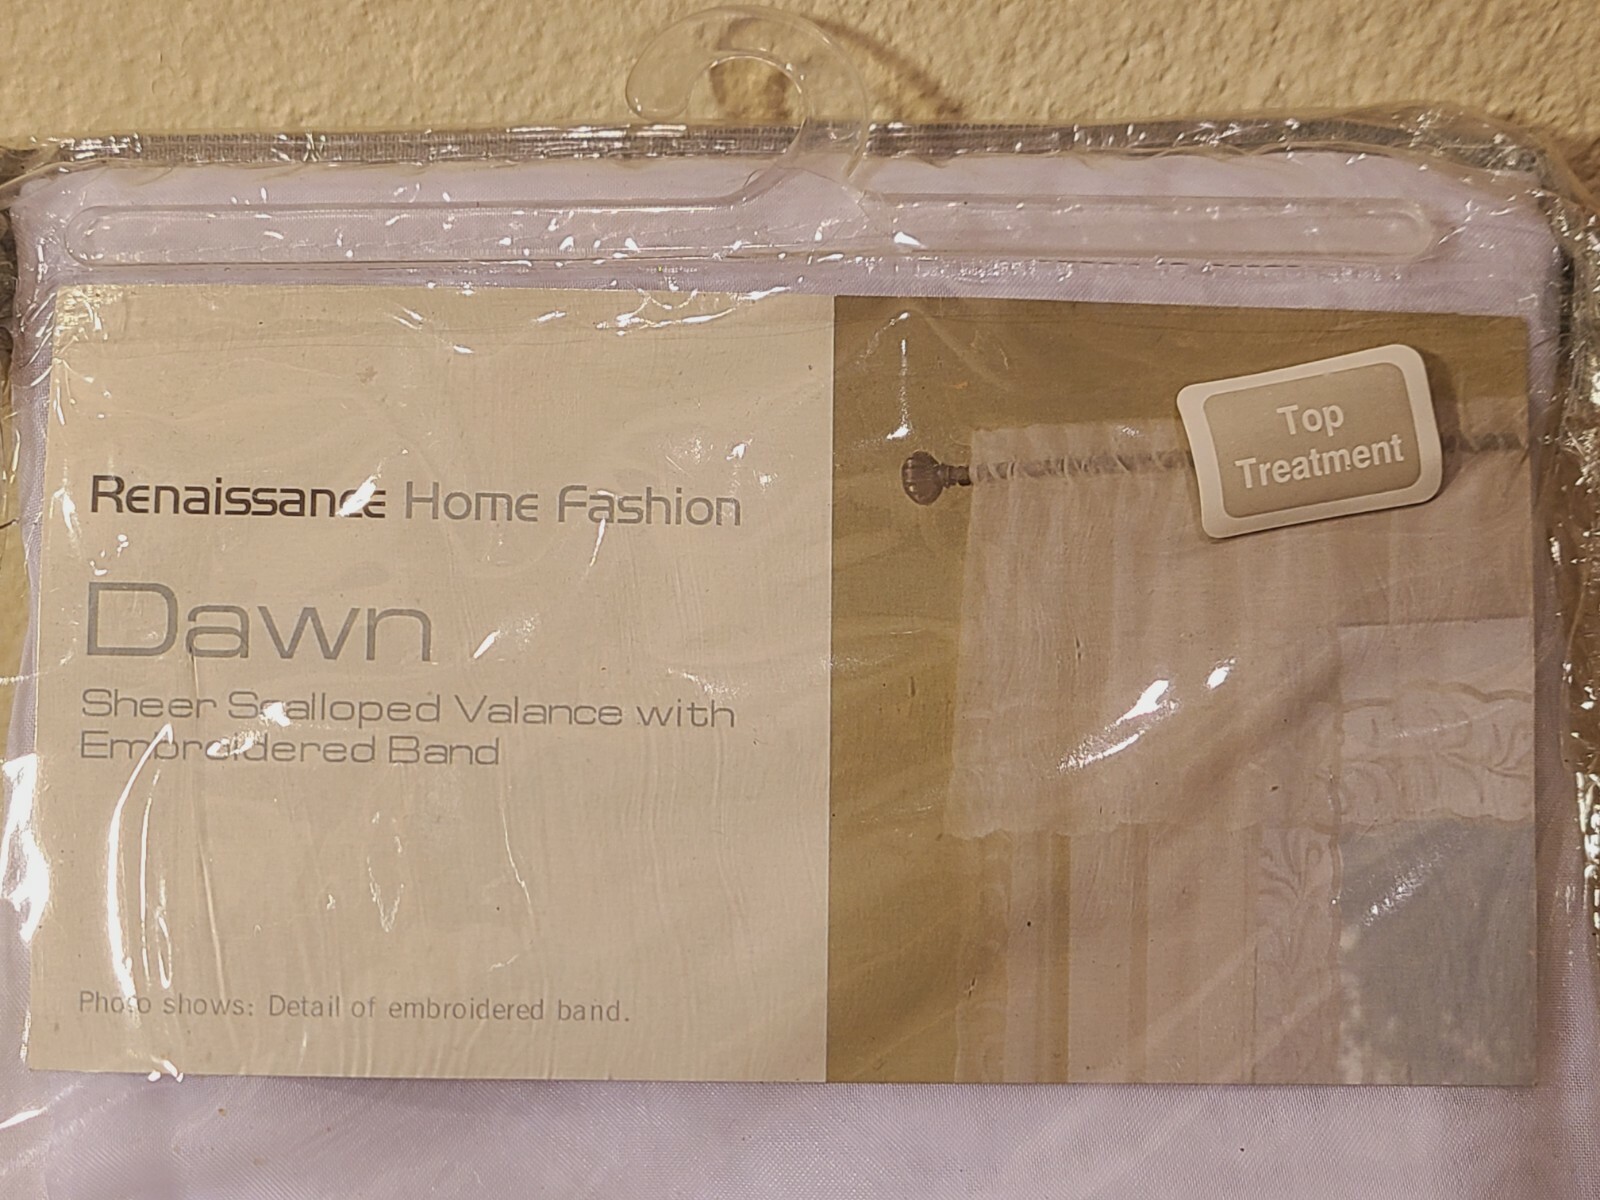 Renaissance Home Fashion
Dawn
Sheer Scalloped Valance with
Embroidered Band
Photo shows: Detail of embroidered band.
Top
Treatment